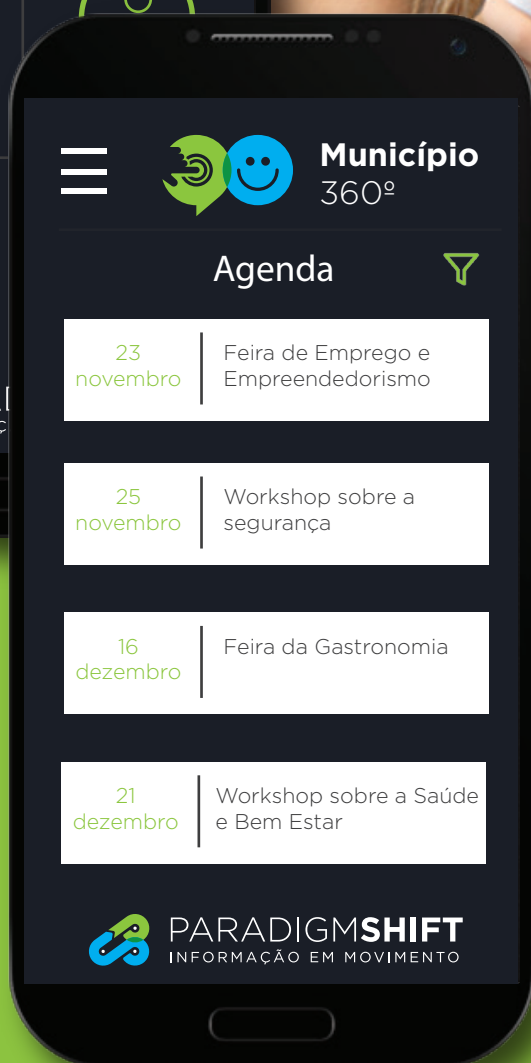 Município
360º
Agenda
23
novembro
Feira de Emprego e
Empreendedorismo
25
novembro
Workshop sobre a
segurança
16
dezembro
Feira da Gastronomia
21
dezembro
Workshop sobre a Saúde
e Bem Estar
PARADIGMSHIFT
INFORMAÇÃO EM MOVIMENTO